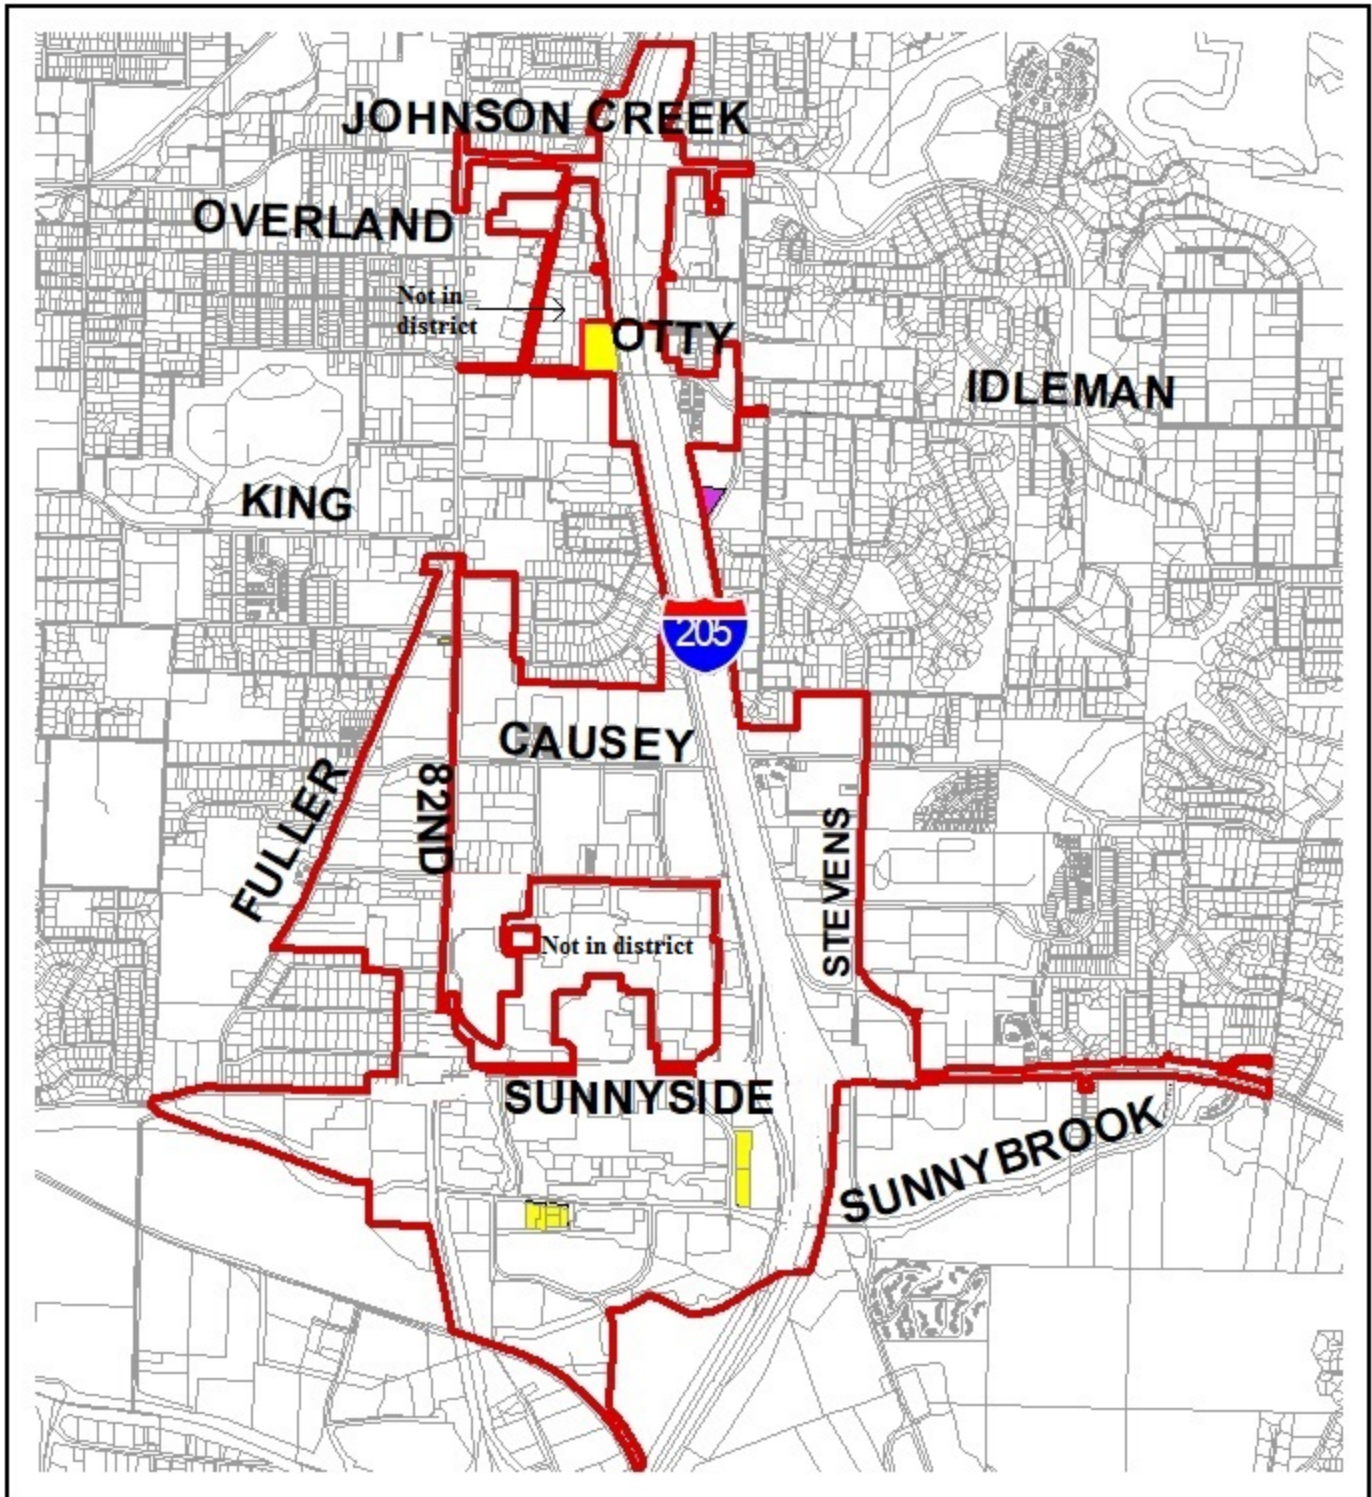 JOHNSON CREEK
OVERLAND
Not in
district
OTTY
IDLEMAN
KING
205
CAUSEY
FULLER
82ND
STEVENS
Not in district
SUNNYSIDE
SUNNYBROOK